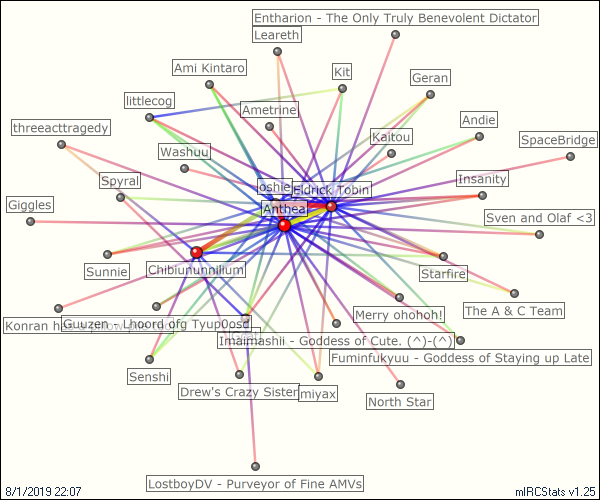 Entharion - The Only Truly Benevolent Dictator
Leareth
Ami Kintaro
Kit
Geran
littlecog
Ametrine
threeacttragedy
Andie
Kaitou
SpaceBridge
Washuu
Spyral
Insanity
Eldrick Tobin
Anthear
Giggles
Sven and Olaf <3
Sunnie
Chibiununnilium
Starfire
The A & C Team
Merry ohohoh!
Konran h
Imaimashii - Goddess of Cute. (^)-(^)
Fuminfukyuu - Goddess of Staying up Late
Senshi
Drew's Crazy Sister
miyax
North Star
LostboyDV - Purveyor of Fine AMVs
8/1/2019 22:07
mIRCStats v1.25